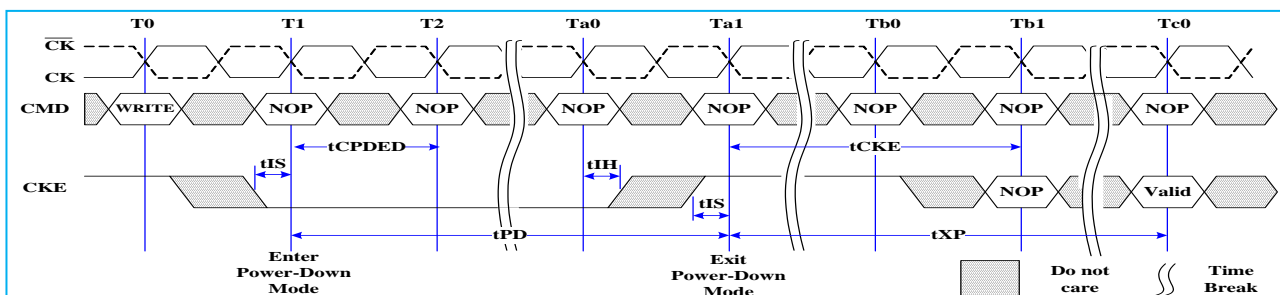 T0 T1 T2 Ta0 Ta1 Tb0 Tb1 Tc0
CK
CK
CMD WRITE NOP NOP NOP NOP NOP NOP NOP
tCPDED tCKE
tIS tIH
CKE NOP Valid
tIS
tPD tXP
Enter
Power-Down
Mode
Exit
Power-Down
Mode
Do not
care
Time
Break